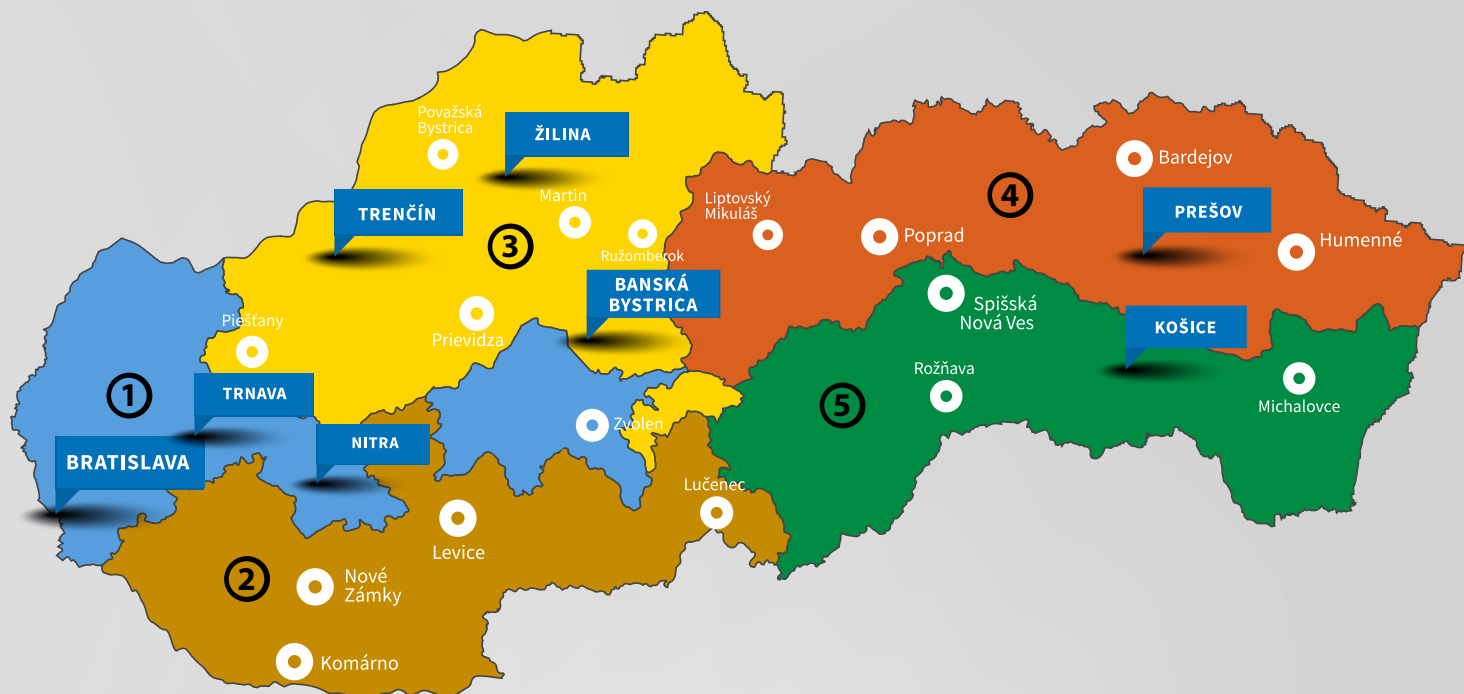 Považská
Bystrica
ŽILINA
Martin
TRENČÍN
3
Ružomberok
BANSKÁ
BYSTRICA
Prievidza
Liptovský
Mikuláš
Poprad
4
Bardejov
PREŠOV
Humenné
Piešťany
1
TRNAVA
BRATISLAVA
NITRA
Zvolen
Spišská
Nová Ves
KOŠICE
Rožňava
5
Michalovce
Lučenec
Levice
2
Nové
Zámky
Komárno